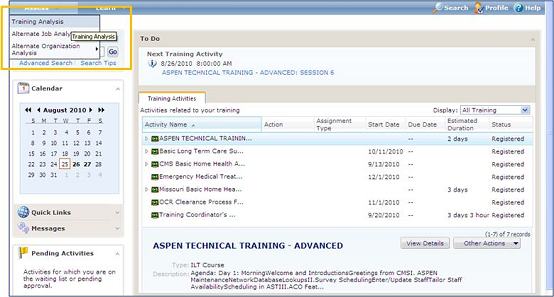 Search Profile Help
Training Analysis
Alternate Job Analy
Training Analysis
Alternate Organization
Analysis
Go
Advanced Search Search Tips
Calendar
August 2010
S M T W T F S
1 2 3 4 5 6 7
8 9 10 11 12 13 14
15 16 17 18 19 20 21
22 23 24 25 26 27 28
29 30 31 1 2 3 4
Quick Links
Messages
Pending Activities
Activities for which you are
on the waiting list or pending
approval.
To Do
Next Training Activity
8/26/2010 8:00:00 AM
ASPEN TECHNICAL TRAINING - ADVANCED: SESSION 6
Training Activities
Activities related to your training Display: All Training
Activity Name Action Assignment Type Start Date Due Date Estimated Duration Status
ASPEN TECHNICAL TRAININ... -- 2 days Registered
Basic Long Term Care Su... 10/11/2010 -- Registered
CMS Basic Home Health A... 9/13/2010 -- Registered
Emergency Medical Treat... 12/1/2010 -- Registered
Missouri Basic Home Hea... -- 3 days Registered
OCR Clearance Process F... 11/1/2010 -- Registered
Training Coordinator's ... 9/20/2010 -- 3 days 3 hour Registered
(1-7) of 7 records
ASPEN TECHNICAL TRAINING - ADVANCED View Details Other Actions
Type: ILT Course
Description: Agenda: Day 1: MorningWelcome and IntroductionsGreetings from CMSI. ASPEN
MaintenanceNetworkDatabaseLookupsII.Survey SchedulingEnter/Update StaffTailor Staff
AvailabilityScheduling in ASTIII.ACO Feat...